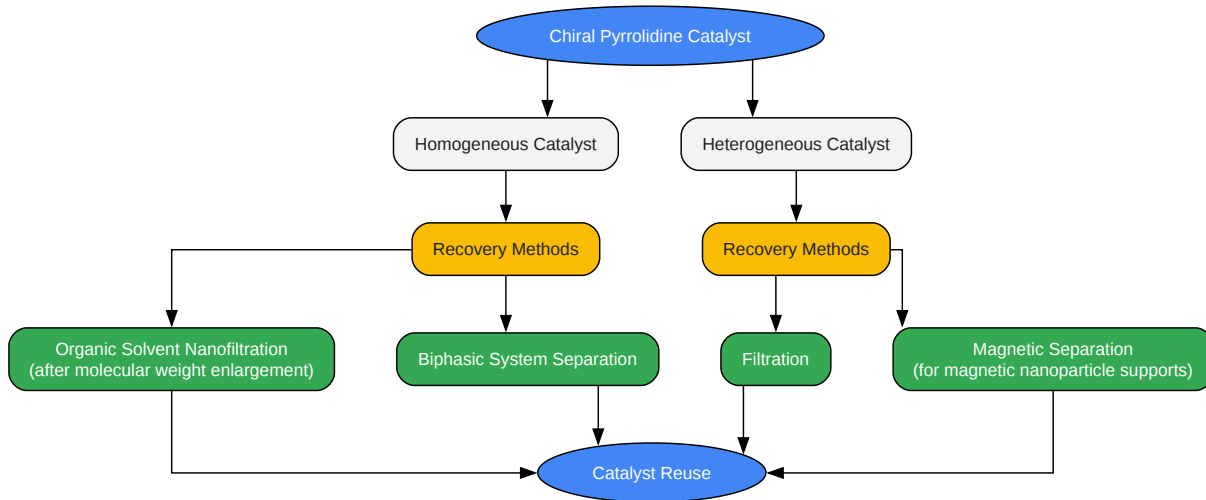 Chiral Pyrrolidine Catalyst
Homogeneous Catalyst
Heterogeneous Catalyst
Recovery Methods
Recovery Methods
Organic Solvent Nanofiltration
(after molecular weight enlargement)
Biphasic System Separation
Filtration
Magnetic Separation
(for magnetic nanoparticle supports)
Catalyst Reuse